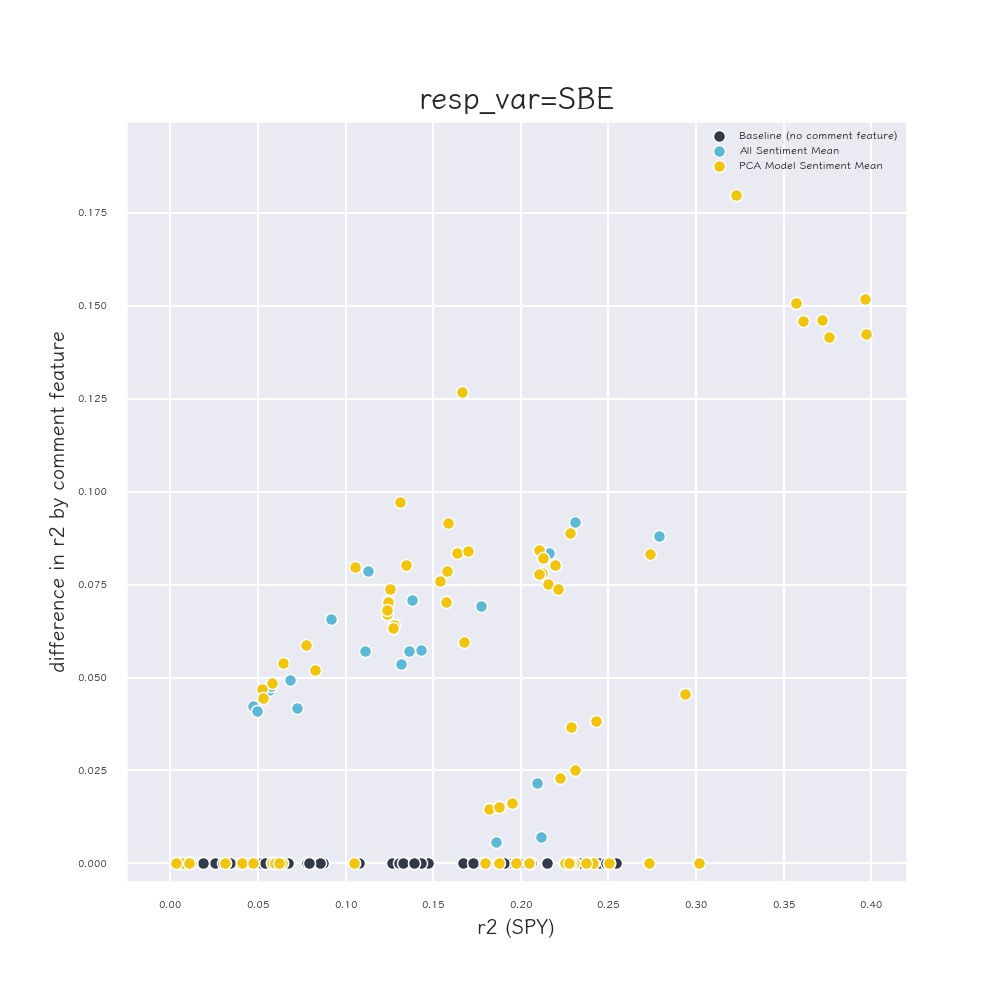 resp_var=SBE
Baseline (no comment feature)
All Sentiment Mean
PCA Model Sentiment Mean
difference in r2 by comment feature
0.175
0.150
0.125
0.100
0.075
0.050
0.025
0.000
0.00 0.05 0.10 0.15 0.20 0.25 0.30 0.35 0.40
r2 (SPY)